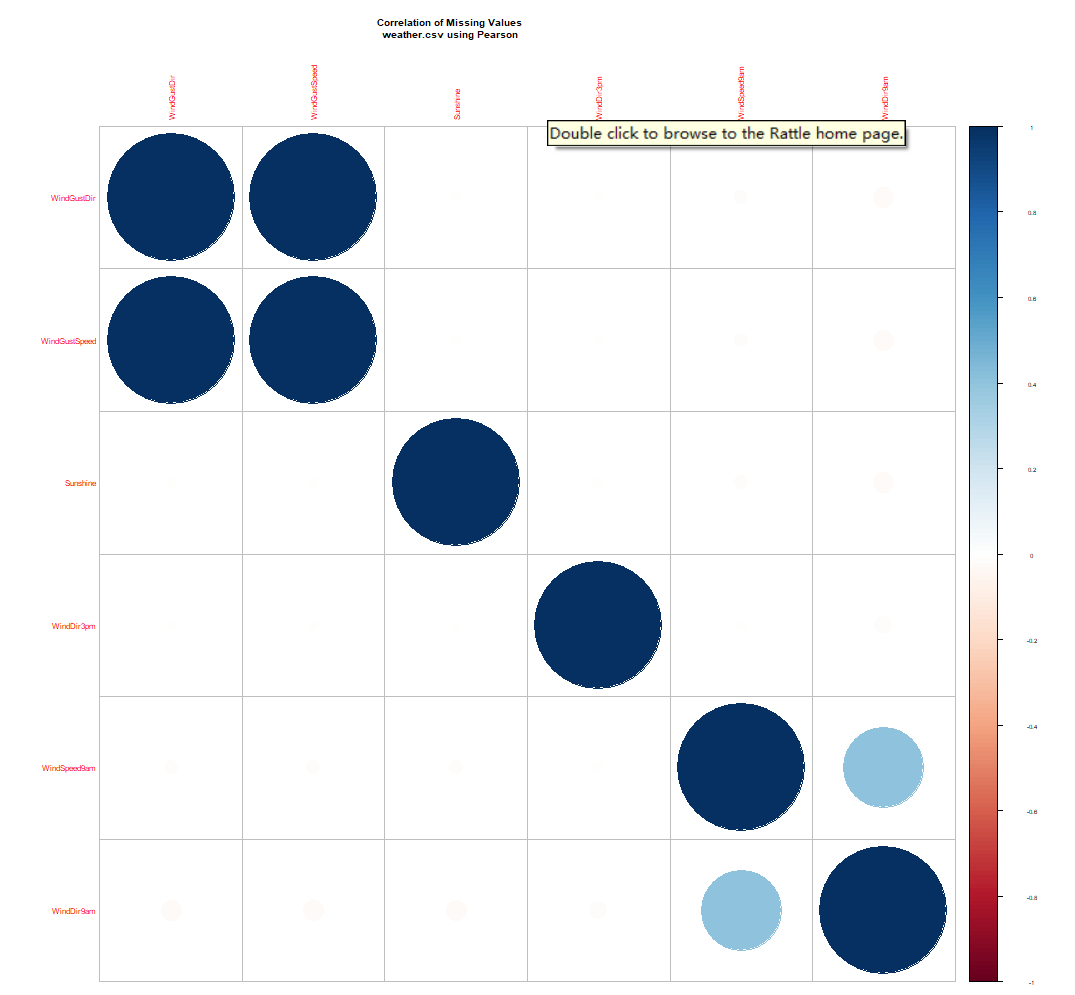 Correlation of Missing Values
weather.csv using Pearson
WindGustDir
WindGustSpeed
Sunshine
WindDir3pm
WindSpeed9am
WindDir9am
Double click to browse to the Rattle home page.
WindGustDir
WindGustSpeed
Sunshine
WindDir3pm
WindSpeed9am
WindDir9am
1
0.8
0.6
0.4
0.2
0
-0.2
-0.4
-0.6
-0.8
-1